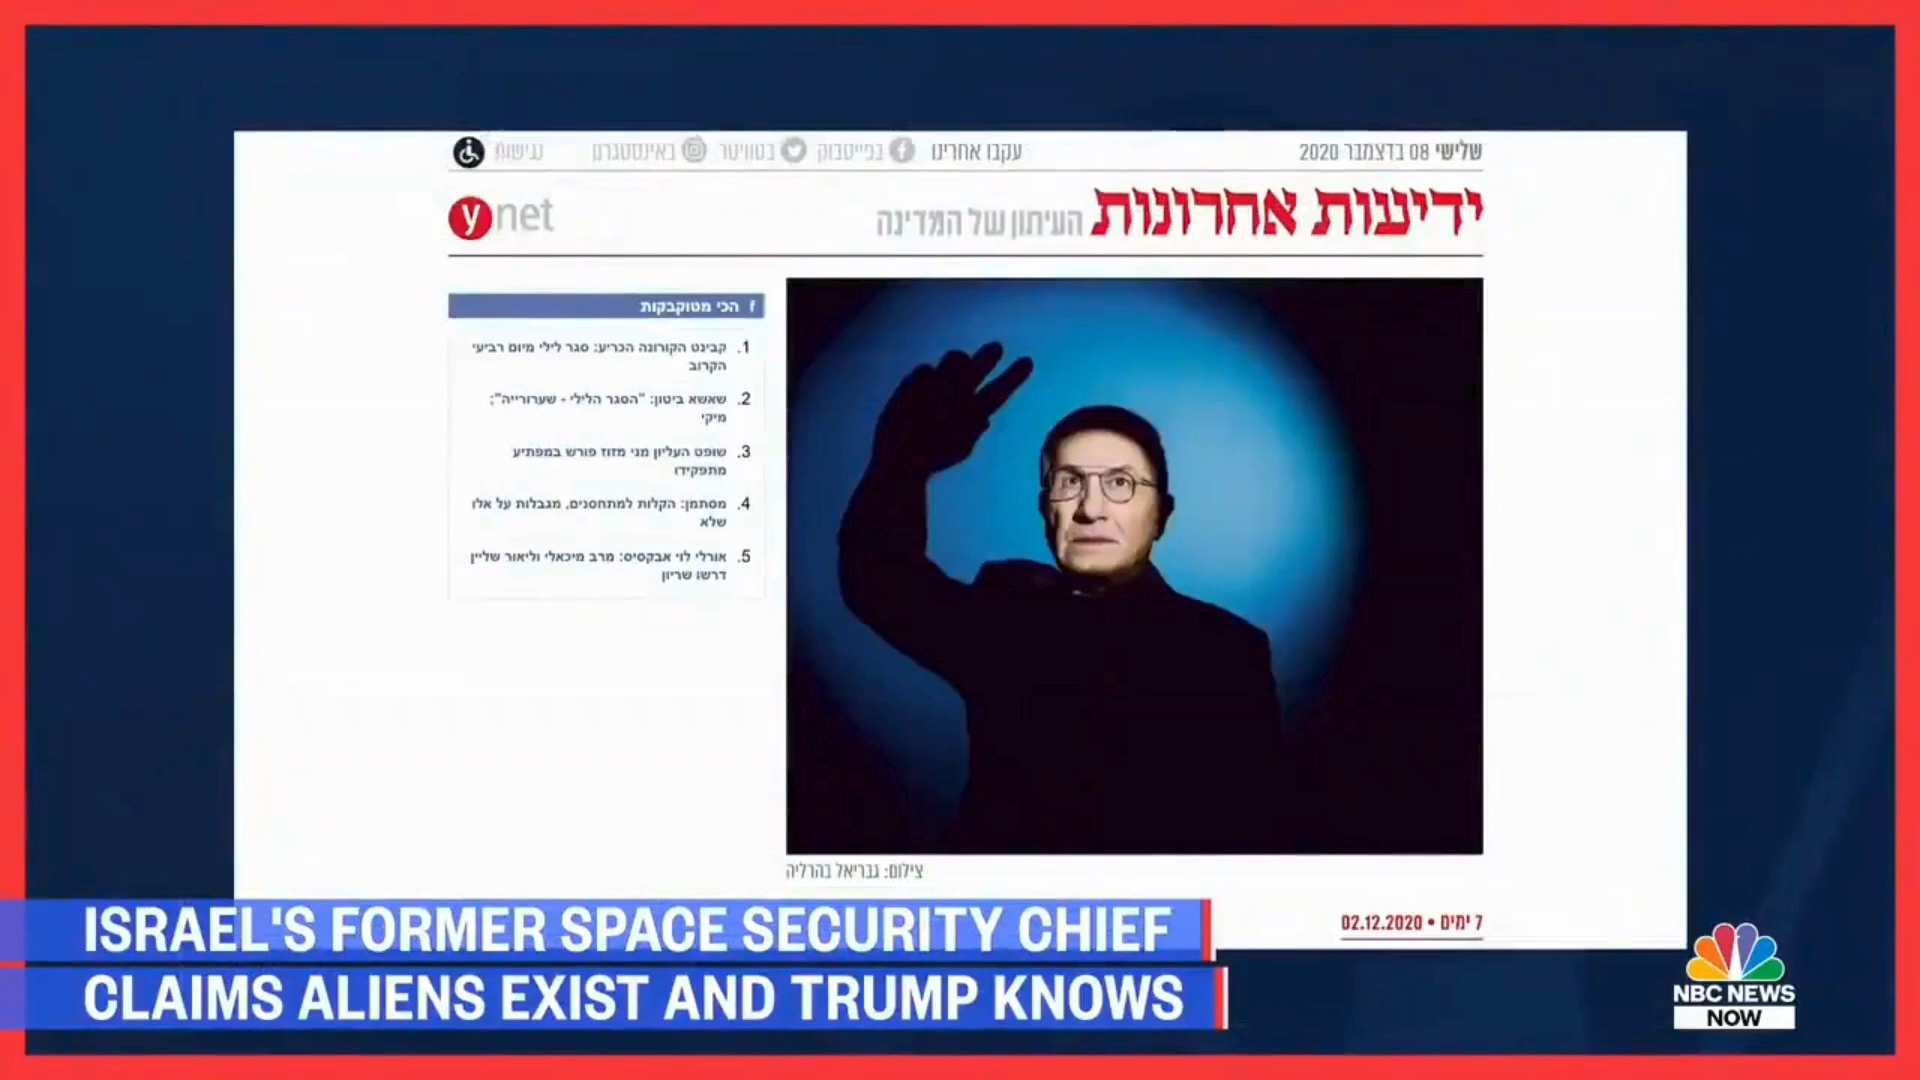 שלישי 08 בדצמבר 2020
עקבו אחרינו בפייסבוק בטוויטר באינסטגרם נגישות
ידיעות אחרונות העיתון של המדינה
ynet
הכי מטוקבקות
1. קבינט הקורונה הכריע: סגר לילי מיום רביעי
הקרוב
2. שאשא ביטון: "הסגר הלילי - שערורייה";
מיקי
3. שופט העליון מני מזוז פורש במפתיע
מתפקידו
4. מסתמן: הקלות למתחסנים, מגבלות על אלו
שלא
5. אורלי לוי אבקסיס: מרב מיכאלי וליאור שליין
דרשו שריון
צילום: גבריאל בהרליה
7 ימים • 02.12.2020
ISRAEL'S FORMER SPACE SECURITY CHIEF
CLAIMS ALIENS EXIST AND TRUMP KNOWS
NBC NEWS
NOW